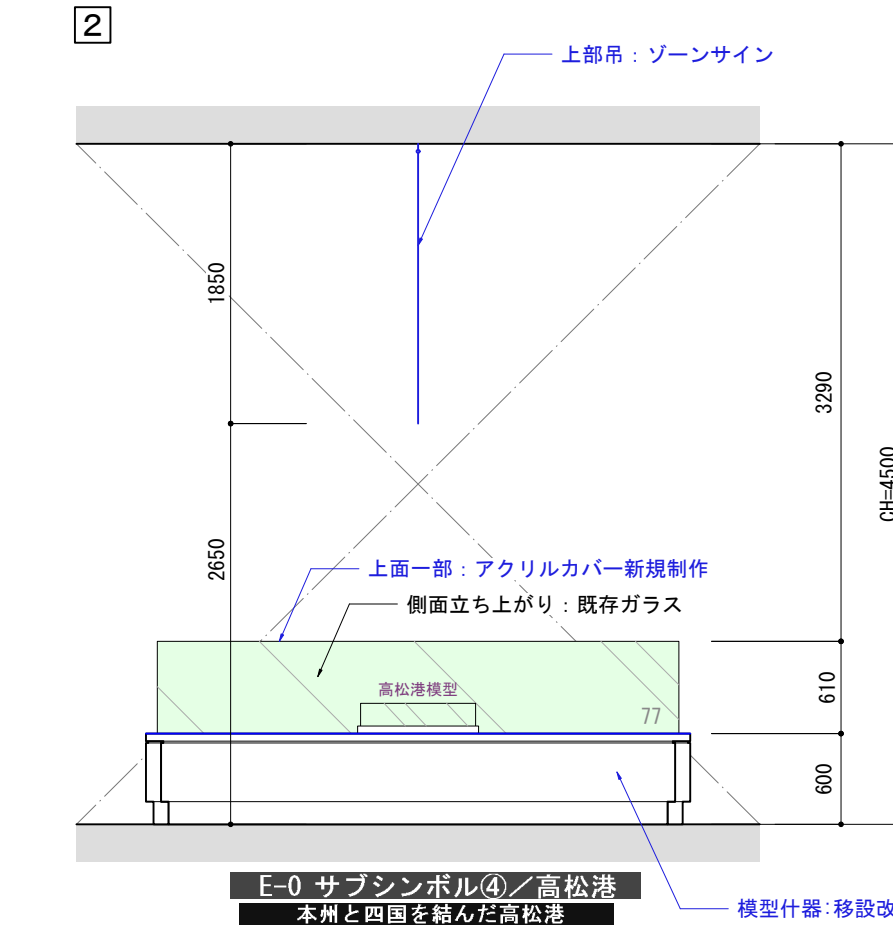 2
上部吊：ゾーンサイン
1850
3290
CH=4500
2650
上面一部：アクリルカバー新規制作
側面立ち上がり：既存ガラス
高松港模型
77
610
600
E-0 サブシンボル④／高松港
本州と四国を結んだ高松港
模型什器:移設改